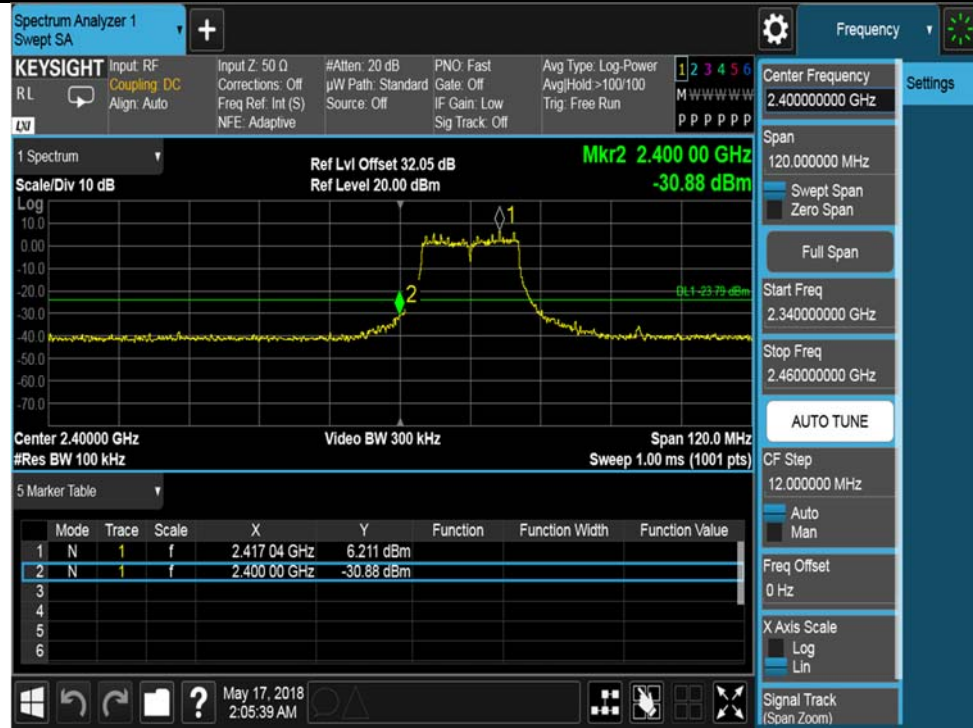 Spectrum Analyzer 1
Swept SA
+
Frequency
KEYSIGHT
RL
LXI
Input: RF
Coupling: DC
Align: Auto
Input Z: 50 Ω
Corrections: Off
Freq Ref: Int (S)
NFE: Adaptive
#Atten: 20 dB
µW Path: Standard
Source: Off
PNO: Fast
Gate: Off
IF Gain: Low
Sig Track: Off
Avg Type: Log-Power
Avg|Hold:>100/100
Trig: Free Run
1 2 3 4 5 6
M W W W W W
P P P P P P
1 Spectrum
Scale/Div 10 dB
Ref Lvl Offset 32.05 dB
Ref Level 20.00 dBm
Mkr2 2.400 00 GHz
-30.88 dBm
Log
10.0
0.00
-10.0
-20.0
-30.0
-40.0
-50.0
-60.0
-70.0
1
2
DL1 -23.79 dBm
Center 2.40000 GHz
#Res BW 100 kHz
Video BW 300 kHz
Span 120.0 MHz
Sweep 1.00 ms (1001 pts)
5 Marker Table
Mode Trace Scale X Y Function Function Width Function Value
1 N 1 f 2.417 04 GHz 6.211 dBm
2 N 1 f 2.400 00 GHz -30.88 dBm
3
4
5
6
?
May 17, 2018
2:05:39 AM
Center Frequency
2.400000000 GHz
Span
120.000000 MHz
Swept Span
Zero Span
Full Span
Start Freq
2.340000000 GHz
Stop Freq
2.460000000 GHz
AUTO TUNE
CF Step
12.000000 MHz
Auto
Man
Freq Offset
0 Hz
X Axis Scale
Log
Lin
Signal Track
(Span Zoom)
Settings